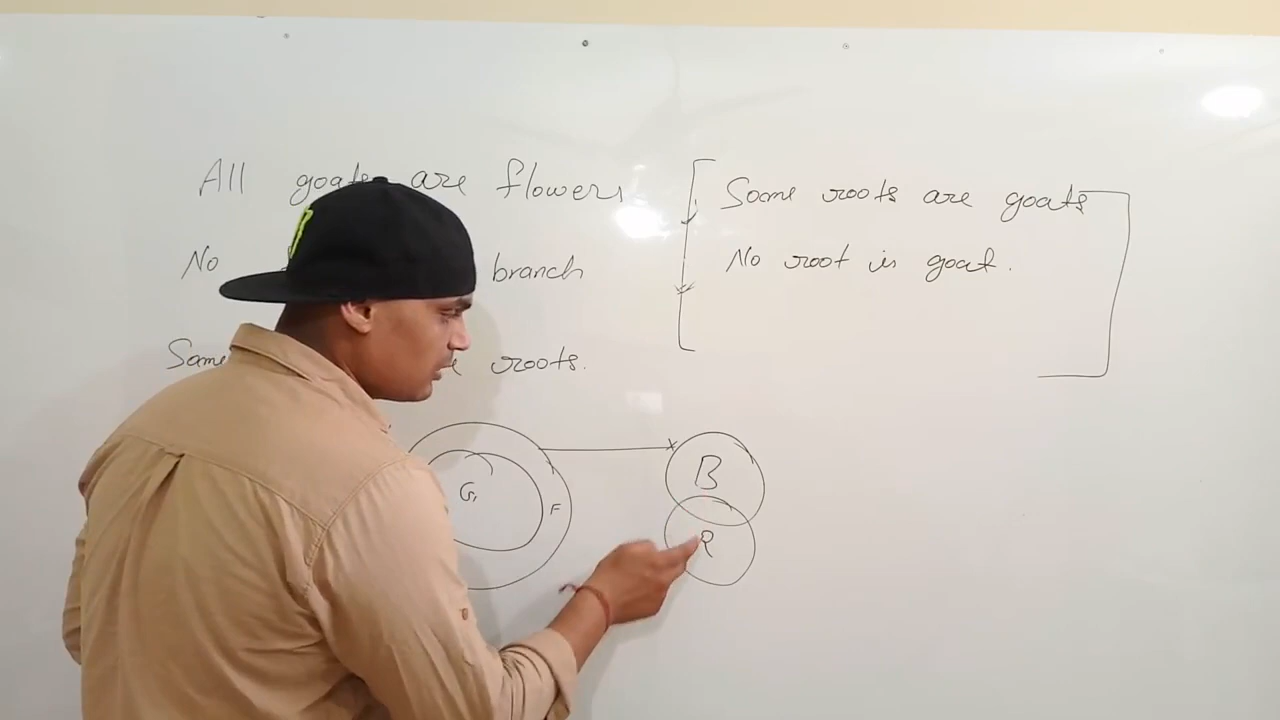 All goats are flowers
No branch
Some roots.
Some roots are goats
No root is goat.
G F B
R